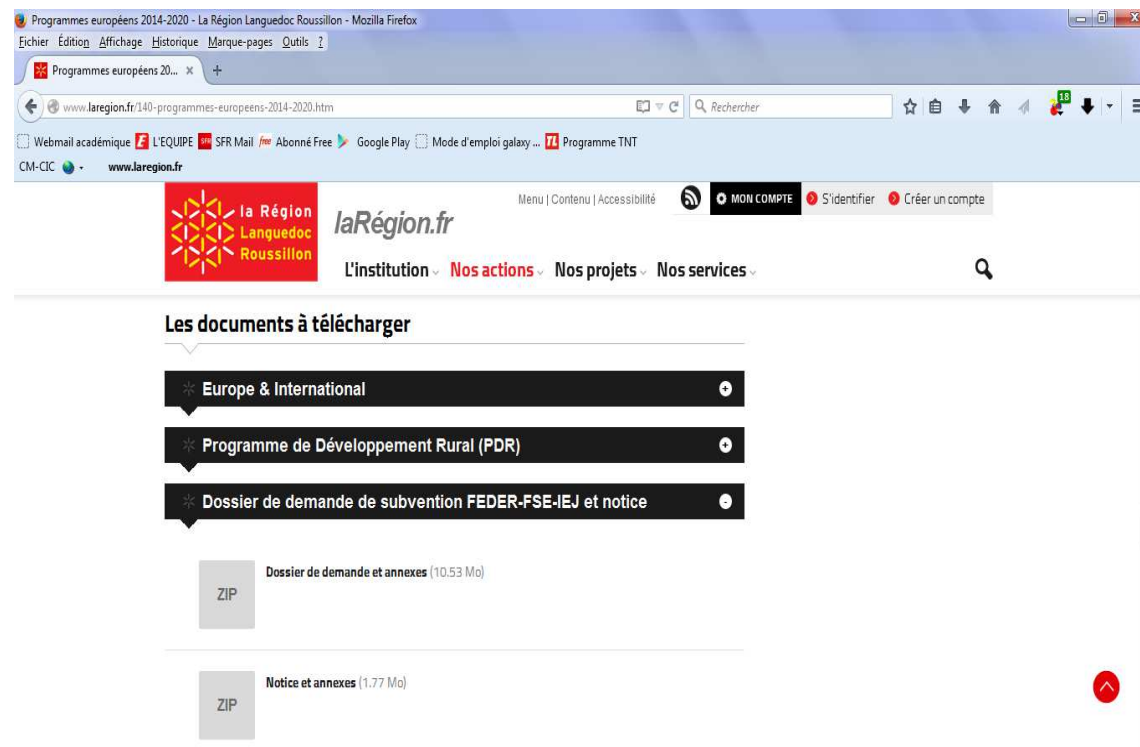 Programmes européens 2014-2020 - La Région Languedoc Roussillon - Mozilla Firefox
Fichier Édition Affichage Historique Marque-pages Outils ?
Programmes européens 20... × +
www.laregion.fr/140-programmes-europeens-2014-2020.htm Rechercher 18
Webmail académique L'EQUIPE SFR SFR Mail free Abonné Free Google Play Mode d'emploi galaxy ... TL Programme TNT
CM-CIC www.laregion.fr
la Région
Languedoc
Roussillon
laRégion.fr
Menu | Contenu | Accessibilité MON COMPTE S'identifier Créer un compte
L'institution Nos actions Nos projets Nos services
Les documents à télécharger
Europe & International
Programme de Développement Rural (PDR)
Dossier de demande de subvention FEDER-FSE-IEJ et notice
ZIP Dossier de demande et annexes (10.53 Mo)
ZIP Notice et annexes (1.77 Mo)